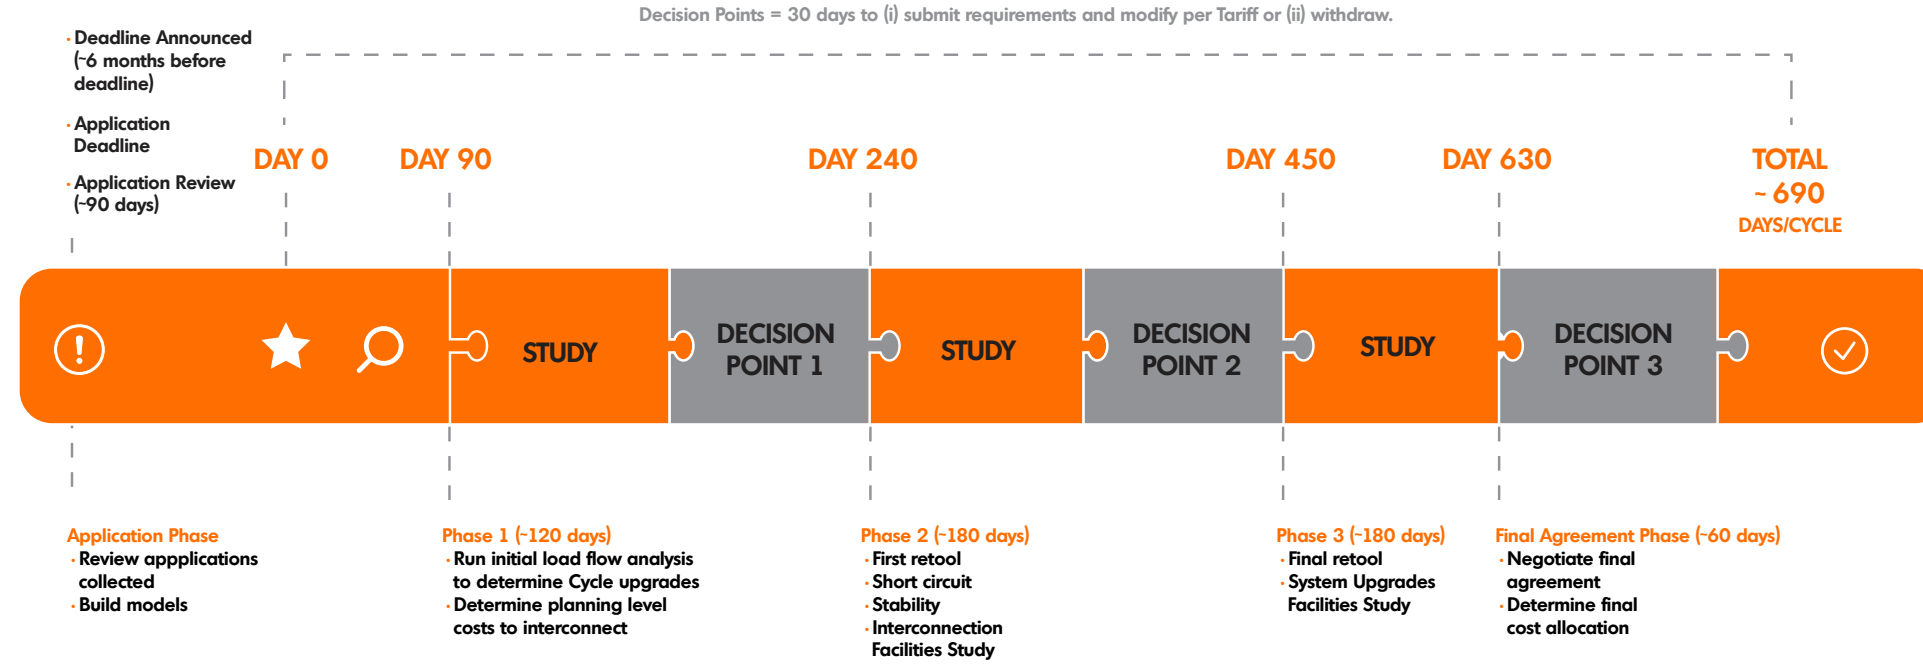 Decision Points = 30 days to (i) submit requirements and modify per Tariff or (ii) withdraw.
· Deadline Announced
(~6 months before
deadline)
· Application
Deadline
· Application Review
(~90 days)
DAY 0
DAY 90
DAY 240
DAY 450
DAY 630
TOTAL
~ 690
DAYS/CYCLE
STUDY
DECISION
POINT 1
STUDY
DECISION
POINT 2
STUDY
DECISION
POINT 3
Application Phase
· Review appplications
collected
· Build models
Phase 1 (~120 days)
· Run initial load flow analysis
to determine Cycle upgrades
· Determine planning level
costs to interconnect
Phase 2 (~180 days)
· First retool
· Short circuit
· Stability
· Interconnection
Facilities Study
Phase 3 (~180 days)
· Final retool
· System Upgrades
Facilities Study
Final Agreement Phase (~60 days)
· Negotiate final
agreement
· Determine final
cost allocation